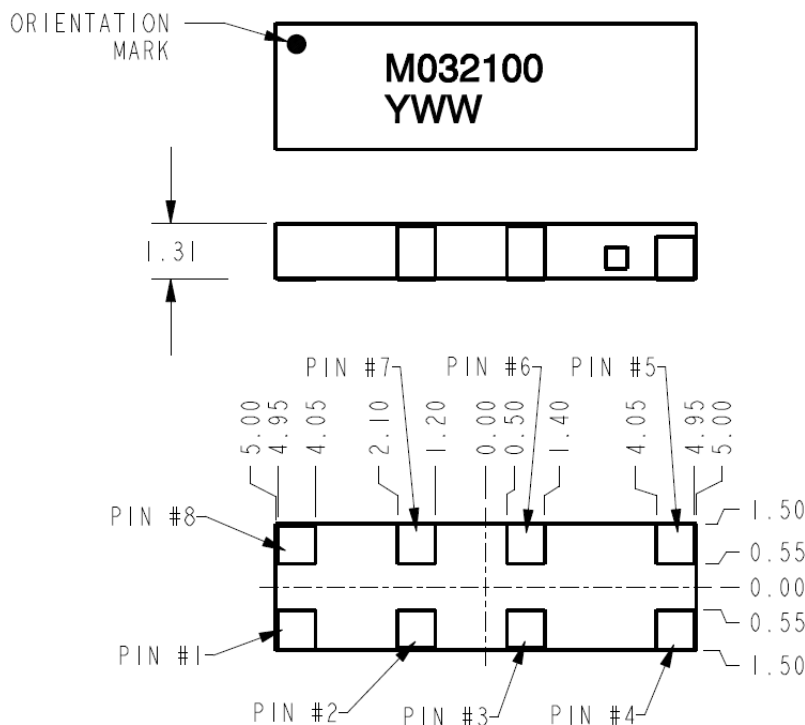 ORIENTATION
MARK
M032100
YWW
1.31
PIN #7
PIN #6
PIN #5
5.00
4.95
4.05
2.10
1.20
0.00
0.50
1.40
4.05
4.95
5.00
PIN #8
1.50
0.55
0.00
0.55
1.50
PIN #1
PIN #2
PIN #3
PIN #4